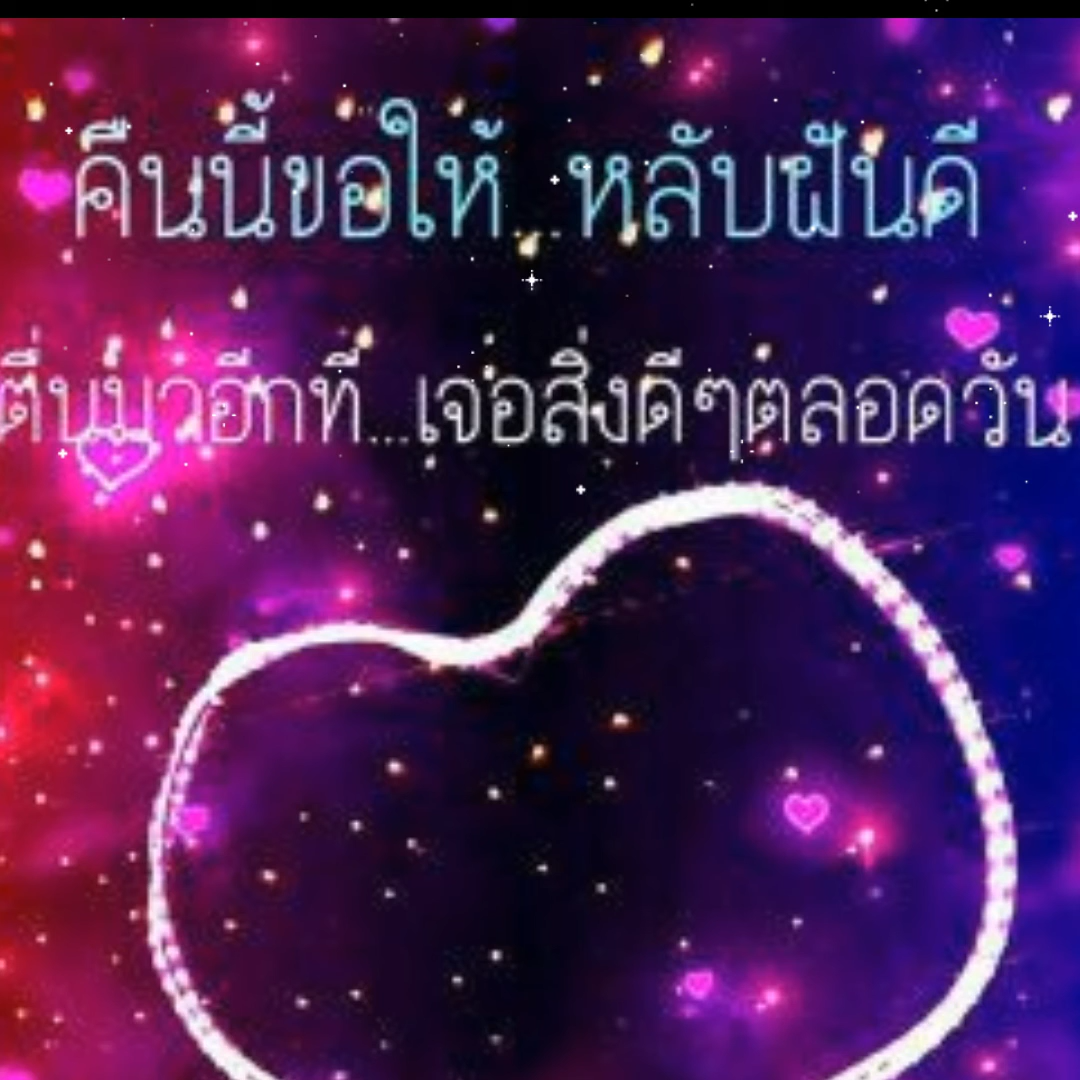 คืนนี้ขอให้...หลับฝันดี
ตื่นมาอีกที...เจอสิ่งดีๆตลอดวัน